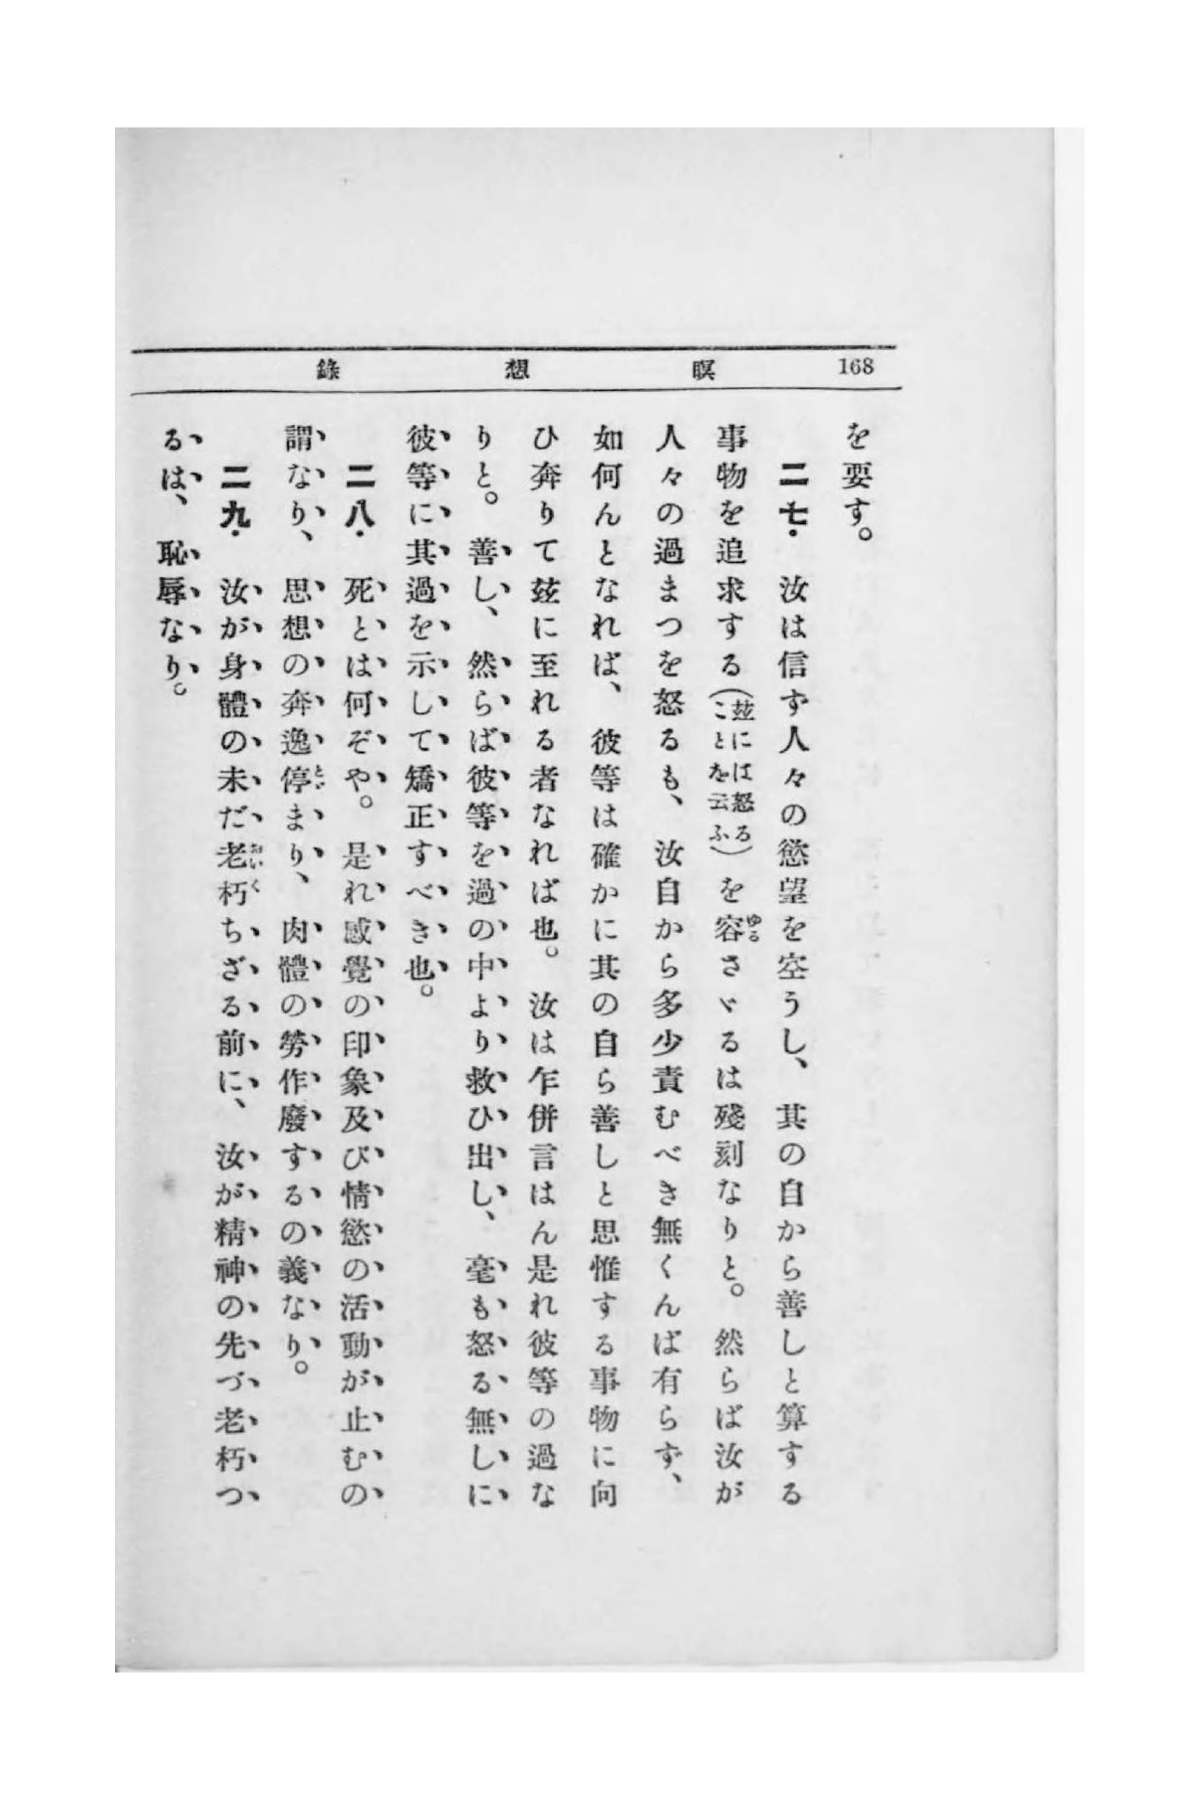 168　瞑想錄
を要す。
二七．汝は信ず人々の慾望を空うし、其の自から善しと算する
事物を追求する（玆には怒ることを云ふ）を容さゞるは殘刻なりと。然らば汝が
人々の過まつを怒るも、汝自から多少責むべき無くんば有らず、
如何んとなれば、彼等は確かに其の自ら善しと思惟する事物に向
ひ奔りて玆に至れる者なれば也。汝は乍併言はん是れ彼等の過な
りと。善し、然らば彼等を過の中より救ひ出し、毫も怒る無しに
彼等に其過を示して矯正すべき也。
二八．死とは何ぞや。是れ感覺の印象及び情慾の活動が止むの
謂なり、思想の奔逸停まり、肉體の勞作廢するの義なり。
二九．汝が身體の未だ老朽ちざる前に、汝が精神の先づ老朽つ
るは、恥辱なり。